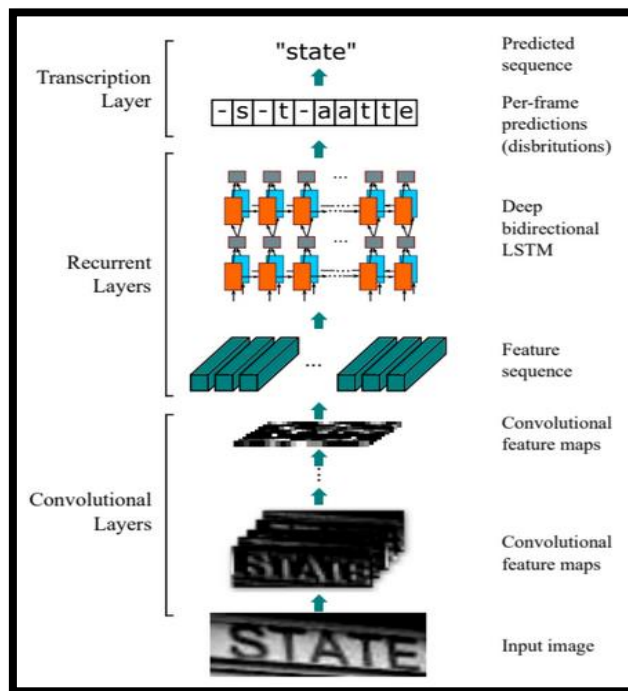 "state"
Predicted
sequence
Transcription
Layer
-s-t-aatte
Per-frame
predictions
(disbritutions)
...
Deep
bidirectional
LSTM
Recurrent
Layers
...
Feature
sequence
Convolutional
feature maps
Convolutional
Layers
STATE
Convolutional
feature maps
STATE
Input image